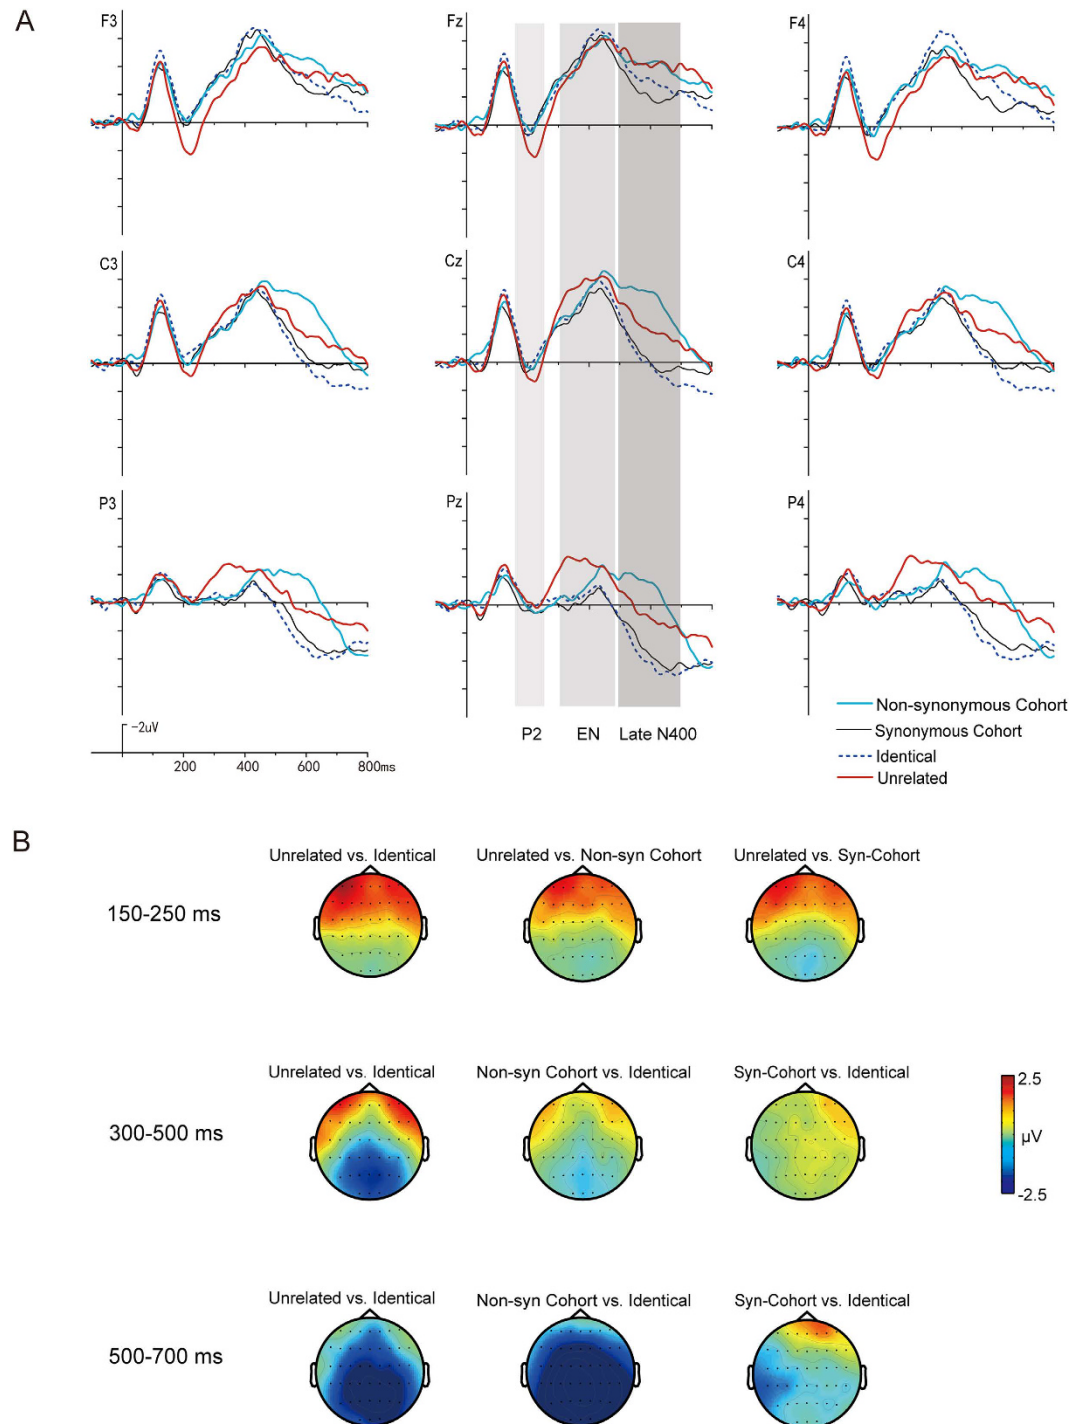 A
F3
Fz
F4
C3
Cz
C4
P3
Pz
P4
-2uV
200 400 600 800ms
P2 EN Late N400
Non-synonymous Cohort
Synonymous Cohort
Identical
Unrelated
B
Unrelated vs. Identical
Unrelated vs. Non-syn Cohort
Unrelated vs. Syn-Cohort
150-250 ms
Unrelated vs. Identical
Non-syn Cohort vs. Identical
Syn-Cohort vs. Identical
300-500 ms
2.5
μV
-2.5
Unrelated vs. Identical
Non-syn Cohort vs. Identical
Syn-Cohort vs. Identical
500-700 ms